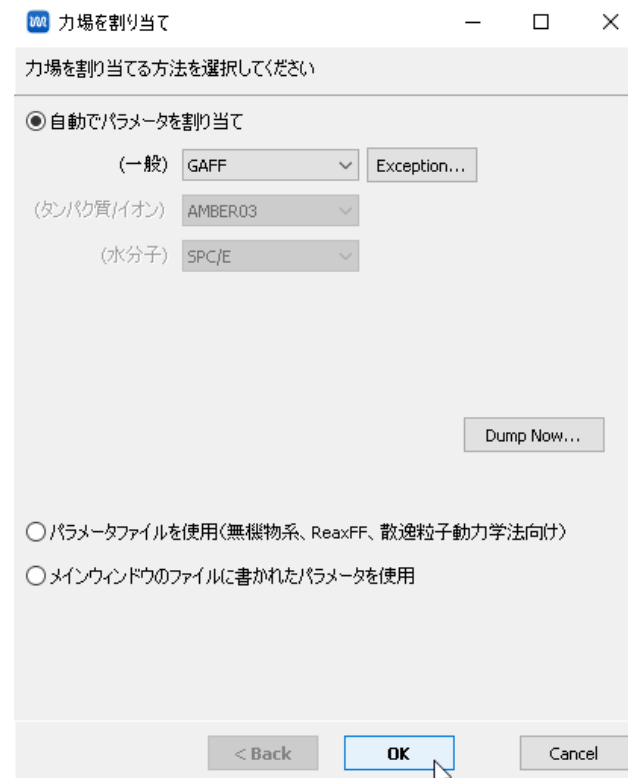 力場を割り当て
力場を割り当てる方法を選択してください
自動でパラメータを割り当て
(一般) GAFF Exception...
(タンパク質/イオン) AMBER03
(水分子) SPC/E
Dump Now...
パラメータファイルを使用(無機物系、ReaxFF、散逸粒子動力学法向け)
メインウィンドウのファイルに書かれたパラメータを使用
< Back OK Cancel